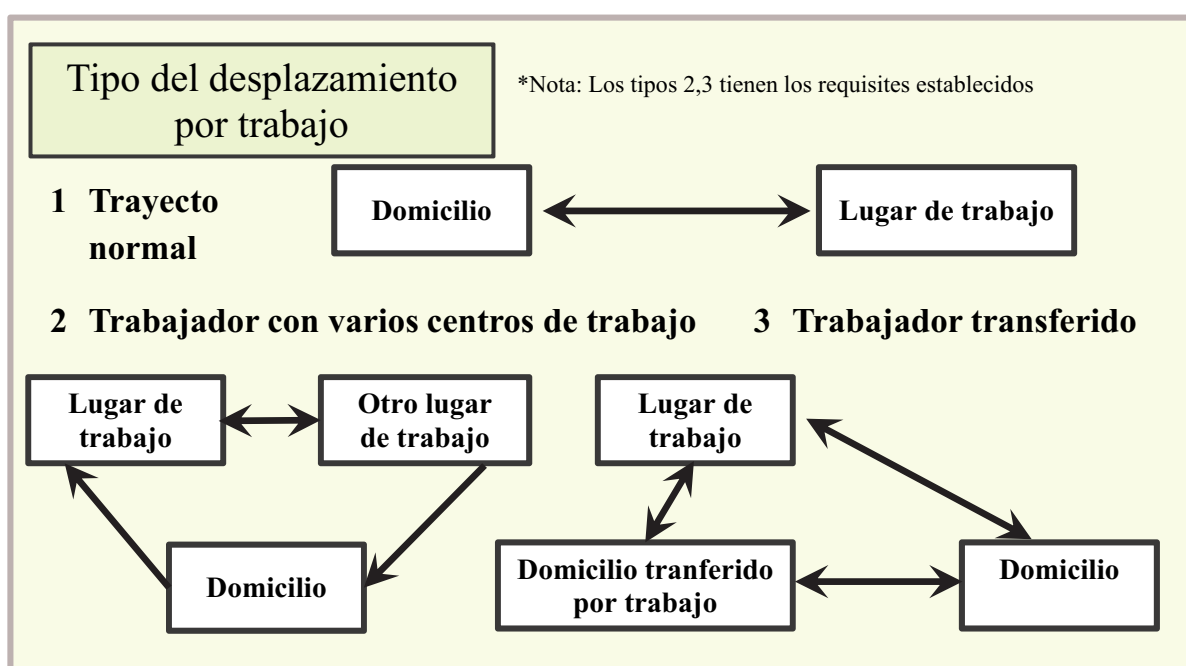 Tipo del desplazamiento
por trabajo
*Nota: Los tipos 2,3 tienen los requisites establecidos
1 Trayecto
normal
Domicilio
Lugar de trabajo
2 Trabajador con varios centros de trabajo
3 Trabajador transferido
Lugar de
trabajo
Otro lugar
de trabajo
Domicilio
Lugar de
trabajo
Domicilio tranferido
por trabajo
Domicilio